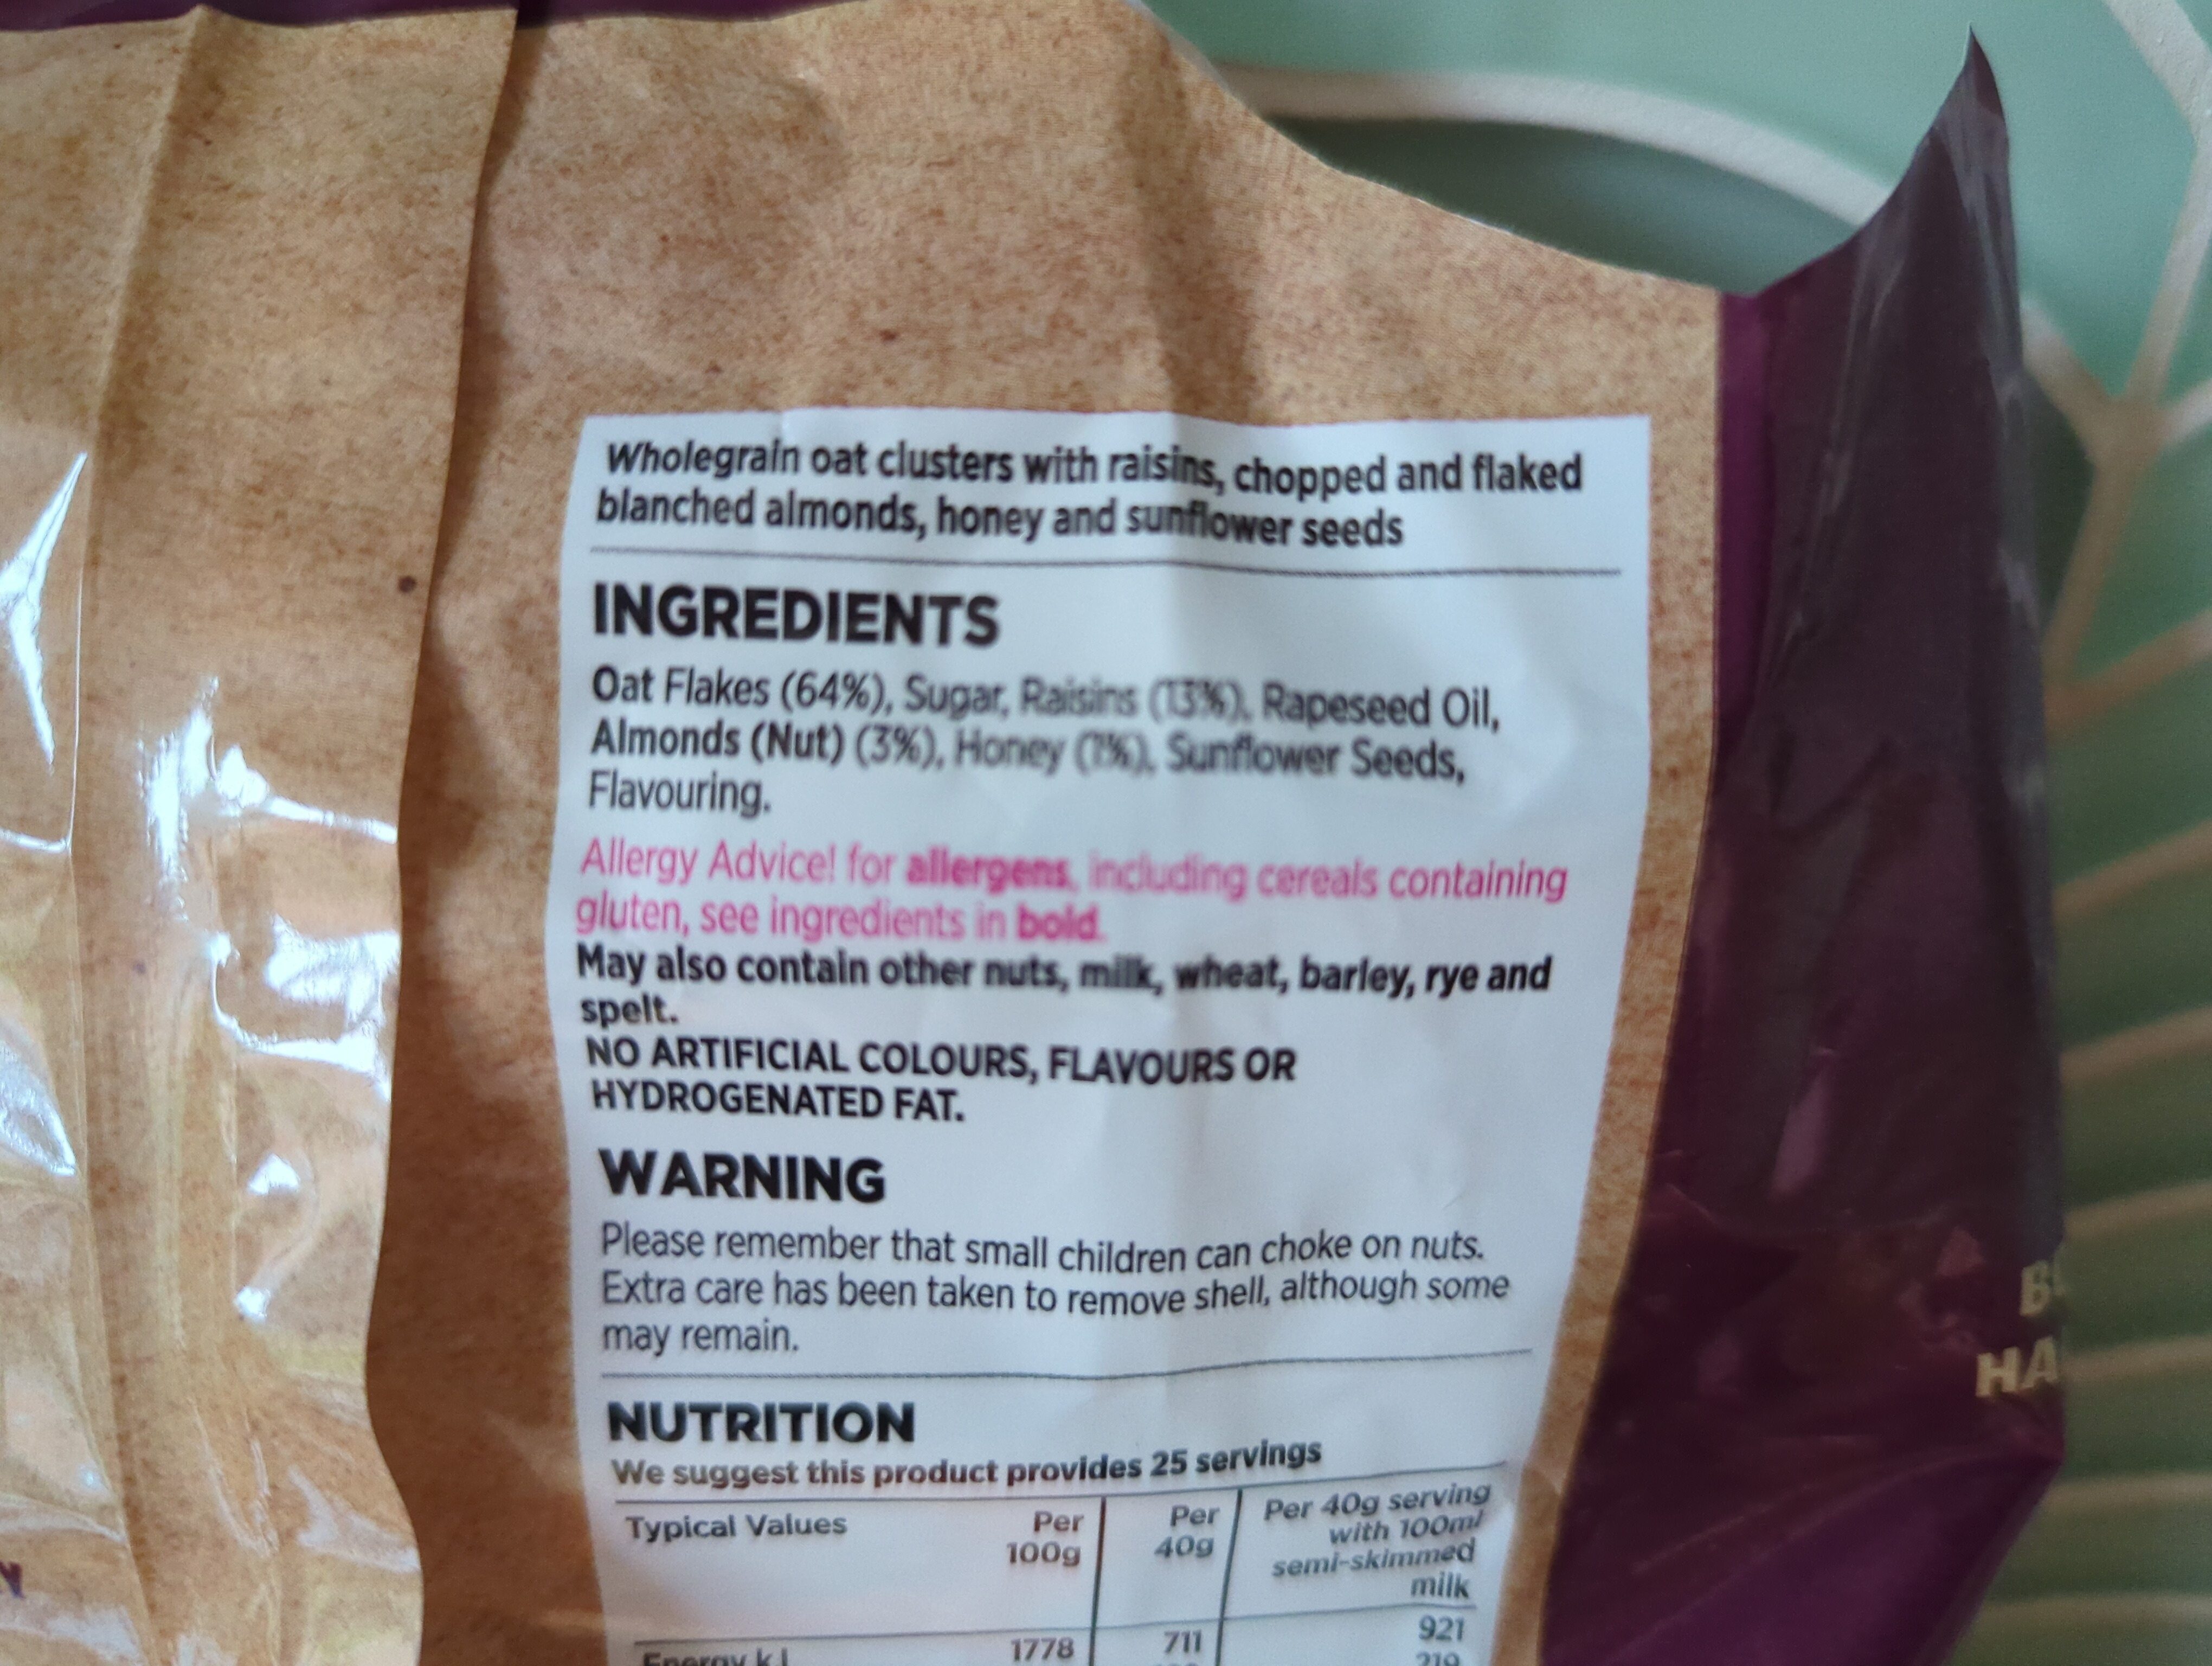 Wholegrain oat clusters with raisins, chopped and flaked
blanched almonds, honey and sunflower seeds
INGREDIENTS
Oat Flakes (64%), Sugar, Raisins (13%), Rapeseed Oil,
Almonds (Nut) (3%), Honey (1%), Sunflower Seeds,
Flavouring.
Allergy Advice! for allergens, including cereals containing
gluten, see ingredients in bold.
May also contain other nuts, milk, wheat, barley, rye and
spelt.
NO ARTIFICIAL COLOURS, FLAVOURS OR
HYDROGENATED FAT.
WARNING
Please remember that small children can choke on nuts.
Extra care has been taken to remove shell, although some
may remain.
NUTRITION
We suggest this product provides 25 servings
Typical Values
Per
100g
Per
40g
Per 40g serving
with 100ml
semi-skimmed
milk
Energy kJ 1778 711 921
219
HA